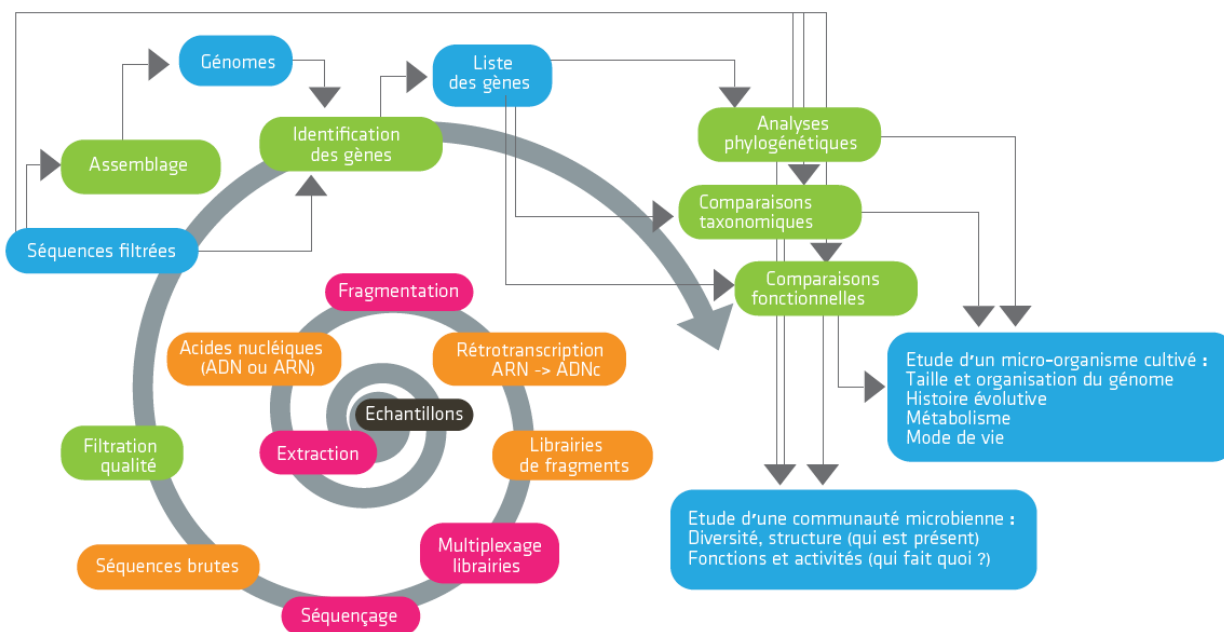 Génomes
Liste
des gènes
Identification
des gènes
Analyses
phylogénétiques
Assemblage
Comparaisons
taxonomiques
Séquences filtrées
Comparaisons
fonctionnelles
Fragmentation
Acides nucléiques
(ADN ou ARN)
Rétrotranscription
ARN -> ADNc
Echantillons
Extraction
Filtration
qualité
Librairies
de fragments
Multiplexage
librairies
Séquences brutes
Séquençage
Etude d'un micro-organisme cultivé :
Taille et organisation du génome
Histoire évolutive
Métabolisme
Mode de vie
Etude d'une communauté microbienne :
Diversité, structure (qui est présent)
Fonctions et activités (qui fait quoi ?)